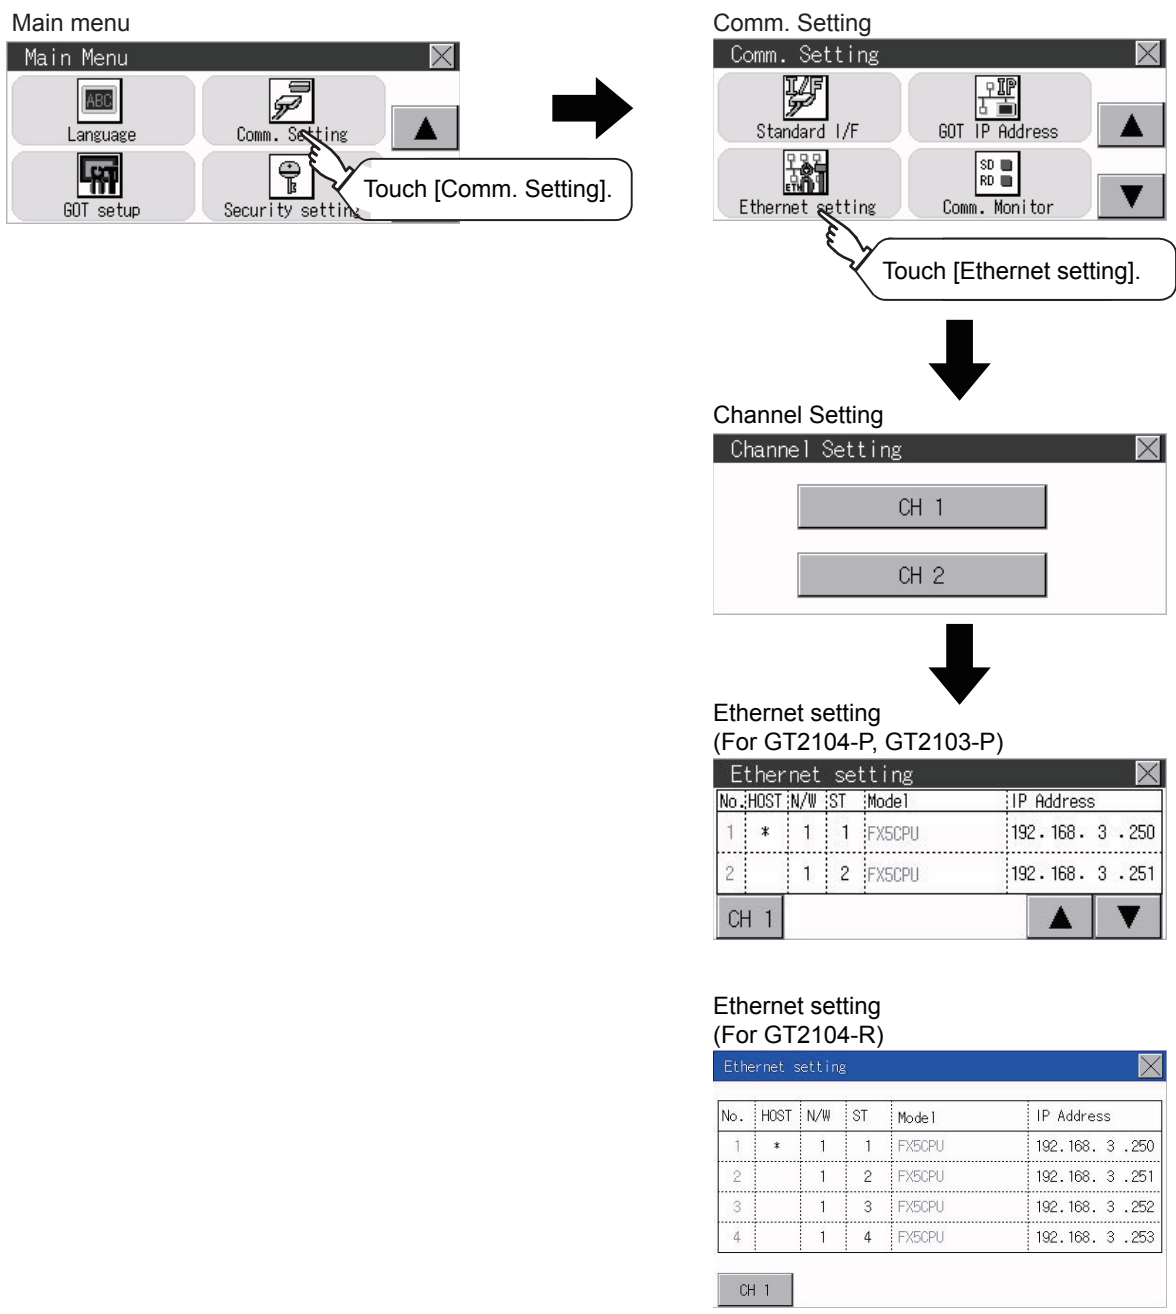 Main menu
Main Menu
ABC
Language
Comm. Setting
GOT setup
Security setting
Touch [Comm. Setting].
Comm. Setting
Comm. Setting
I/F
Standard I/F
IP
GOT IP Address
ETH
Ethernet setting
SD
RD
Comm. Monitor
Touch [Ethernet setting].
Channel Setting
Channel Setting
CH 1
CH 2
Ethernet setting
(For GT2104-P, GT2103-P)
Ethernet setting
No. HOST N/W ST Model IP Address
1 * 1 1 FX5CPU 192.168. 3 .250
2 1 2 FX5CPU 192.168. 3 .251
CH 1
Ethernet setting
(For GT2104-R)
Ethernet setting
No. HOST N/W ST Model IP Address
1 * 1 1 FX5CPU 192.168. 3 .250
2 1 2 FX5CPU 192.168. 3 .251
3 1 3 FX5CPU 192.168. 3 .252
4 1 4 FX5CPU 192.168. 3 .253
CH 1